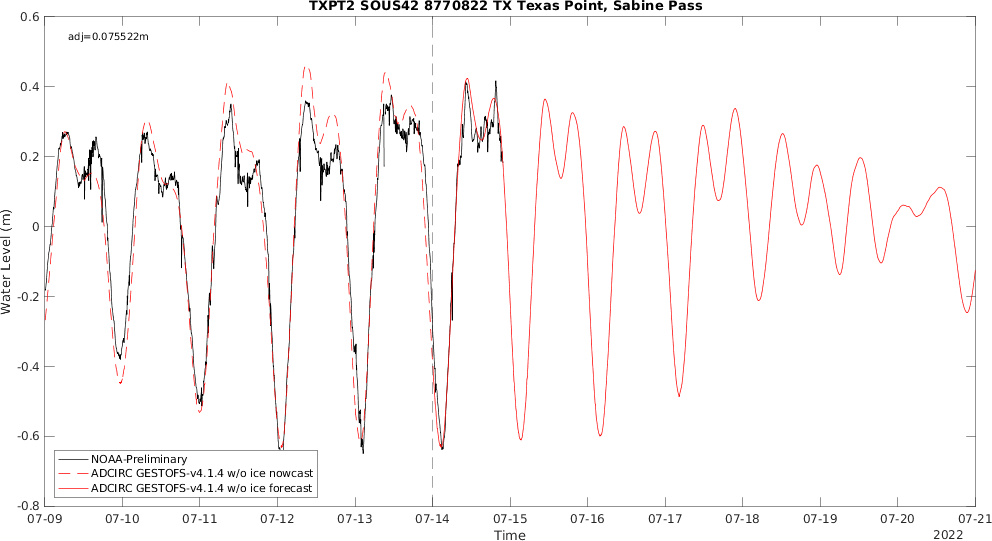 TXPT2 SOUS42 8770822 TX Texas Point, Sabine Pass
adj=0.075522m
Water Level (m)
0.6
0.4
0.2
0
-0.2
-0.4
-0.6
-0.8
NOAA-Preliminary
ADCIRC GESTOFS-v4.1.4 w/o ice nowcast
ADCIRC GESTOFS-v4.1.4 w/o ice forecast
07-09 07-10 07-11 07-12 07-13 07-14 07-15 07-16 07-17 07-18 07-19 07-20 07-21
Time
2022